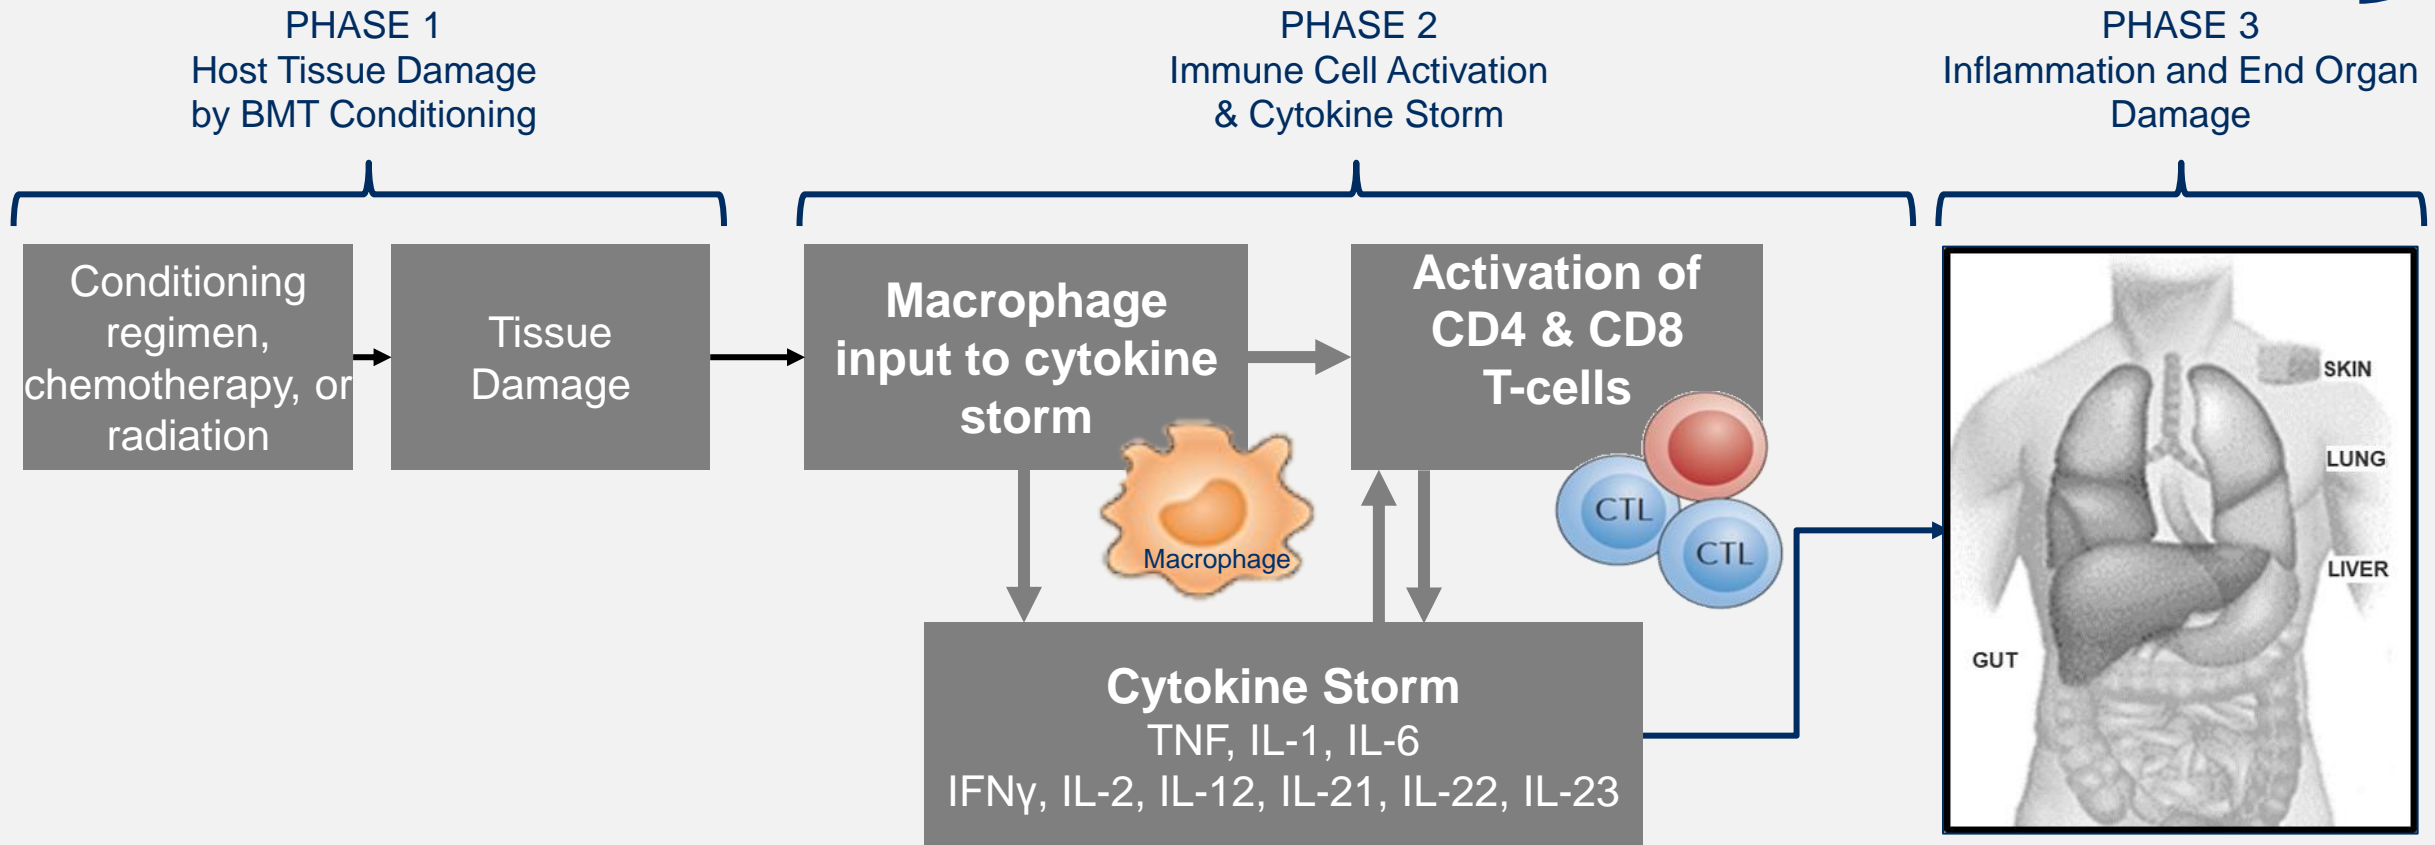 PHASE 1
Host Tissue Damage
by BMT Conditioning
PHASE 2
Immune Cell Activation
& Cytokine Storm
PHASE 3
Inflammation and End Organ
Damage
Conditioning
regimen,
chemotherapy, or
radiation
Tissue
Damage
Macrophage
input to cytokine
storm
Macrophage
Activation of
CD4 & CD8
T-cells
CTL
CTL
Cytokine Storm
TNF, IL-1, IL-6
IFNγ, IL-2, IL-12, IL-21, IL-22, IL-23
SKIN
LUNG
LIVER
GUT